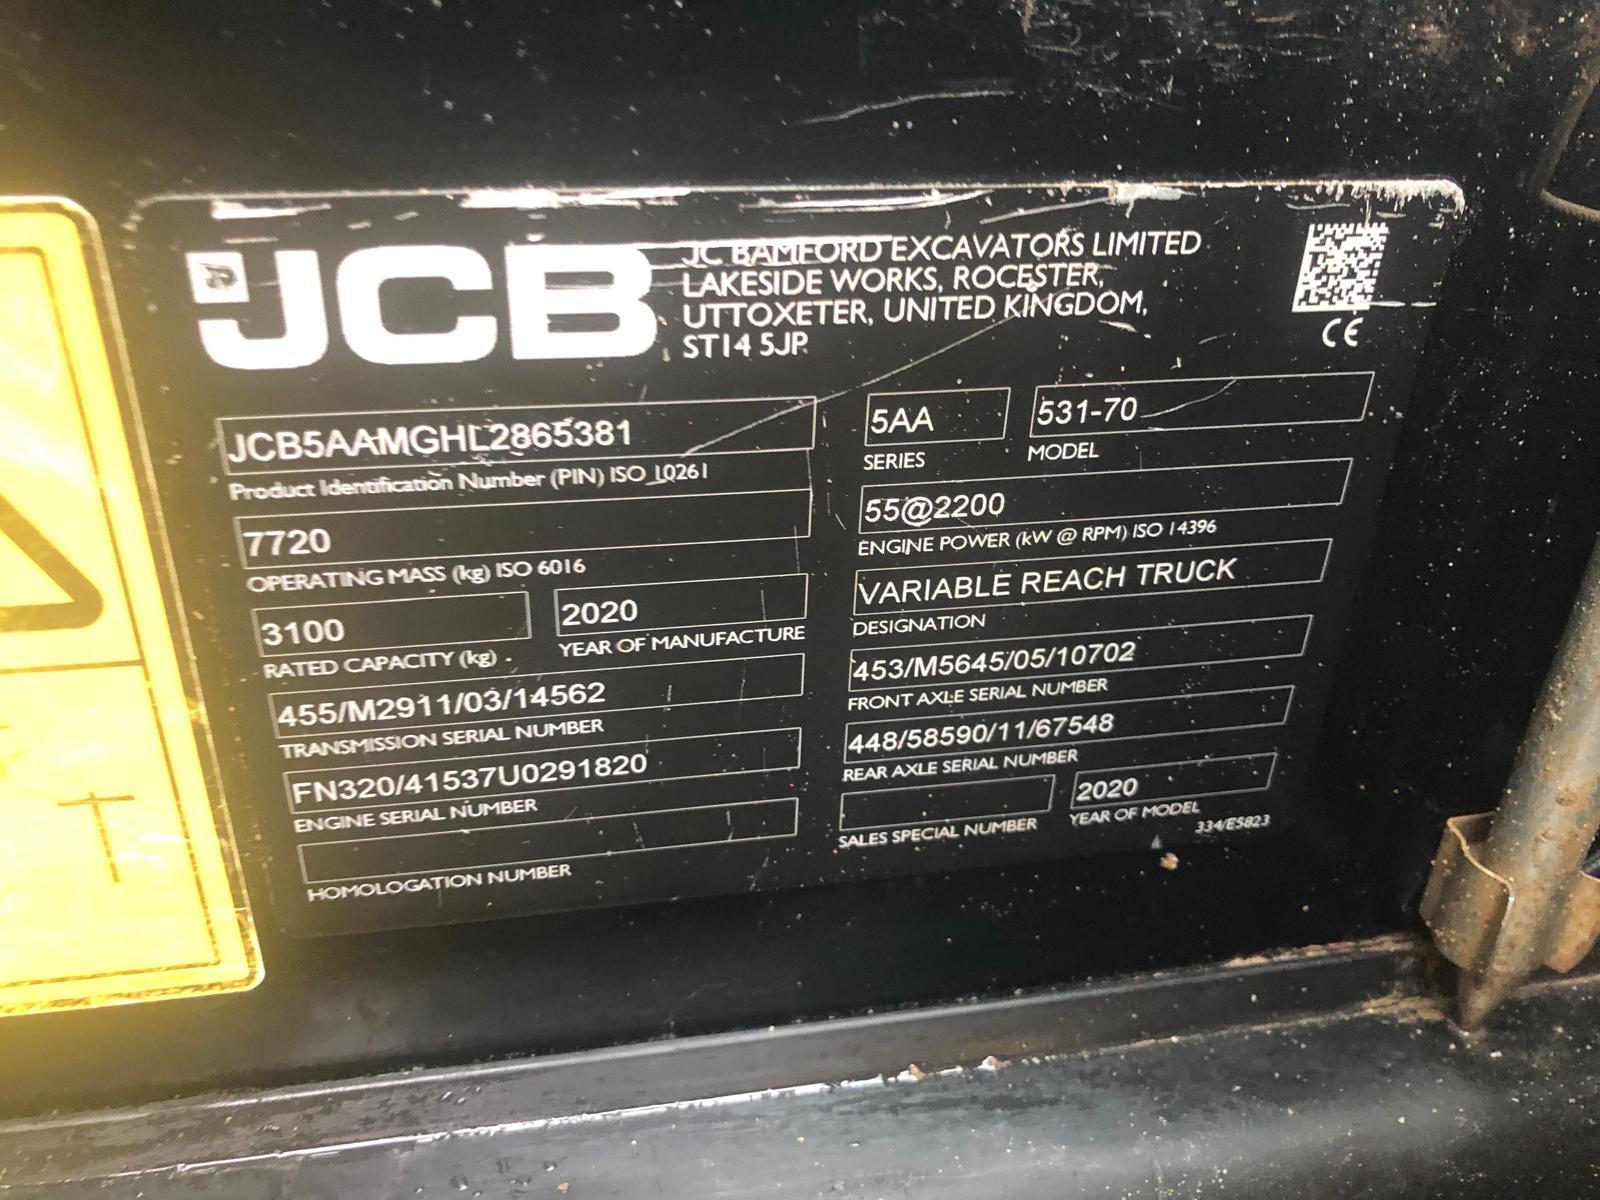 JCB
JC BAMFORD EXCAVATORS LIMITED
LAKESIDE WORKS, ROCESTER,
UTTOXETER, UNITED KINGDOM,
ST14 5JP.
CE
JCB5AAMGHL2865381
Product Identification Number (PIN) ISO 10261
7720
OPERATING MASS (kg) ISO 6016
3100
RATED CAPACITY (kg)
2020
YEAR OF MANUFACTURE
455/M2911/03/14562
TRANSMISSION SERIAL NUMBER
FN320/41537U0291820
ENGINE SERIAL NUMBER
HOMOLOGATION NUMBER
5AA
SERIES
531-70
MODEL
55@2200
ENGINE POWER (kW @ RPM) ISO 14396
VARIABLE REACH TRUCK
DESIGNATION
453/M5645/05/10702
FRONT AXLE SERIAL NUMBER
448/58590/11/67548
REAR AXLE SERIAL NUMBER
SALES SPECIAL NUMBER
2020
YEAR OF MODEL
334/E5823